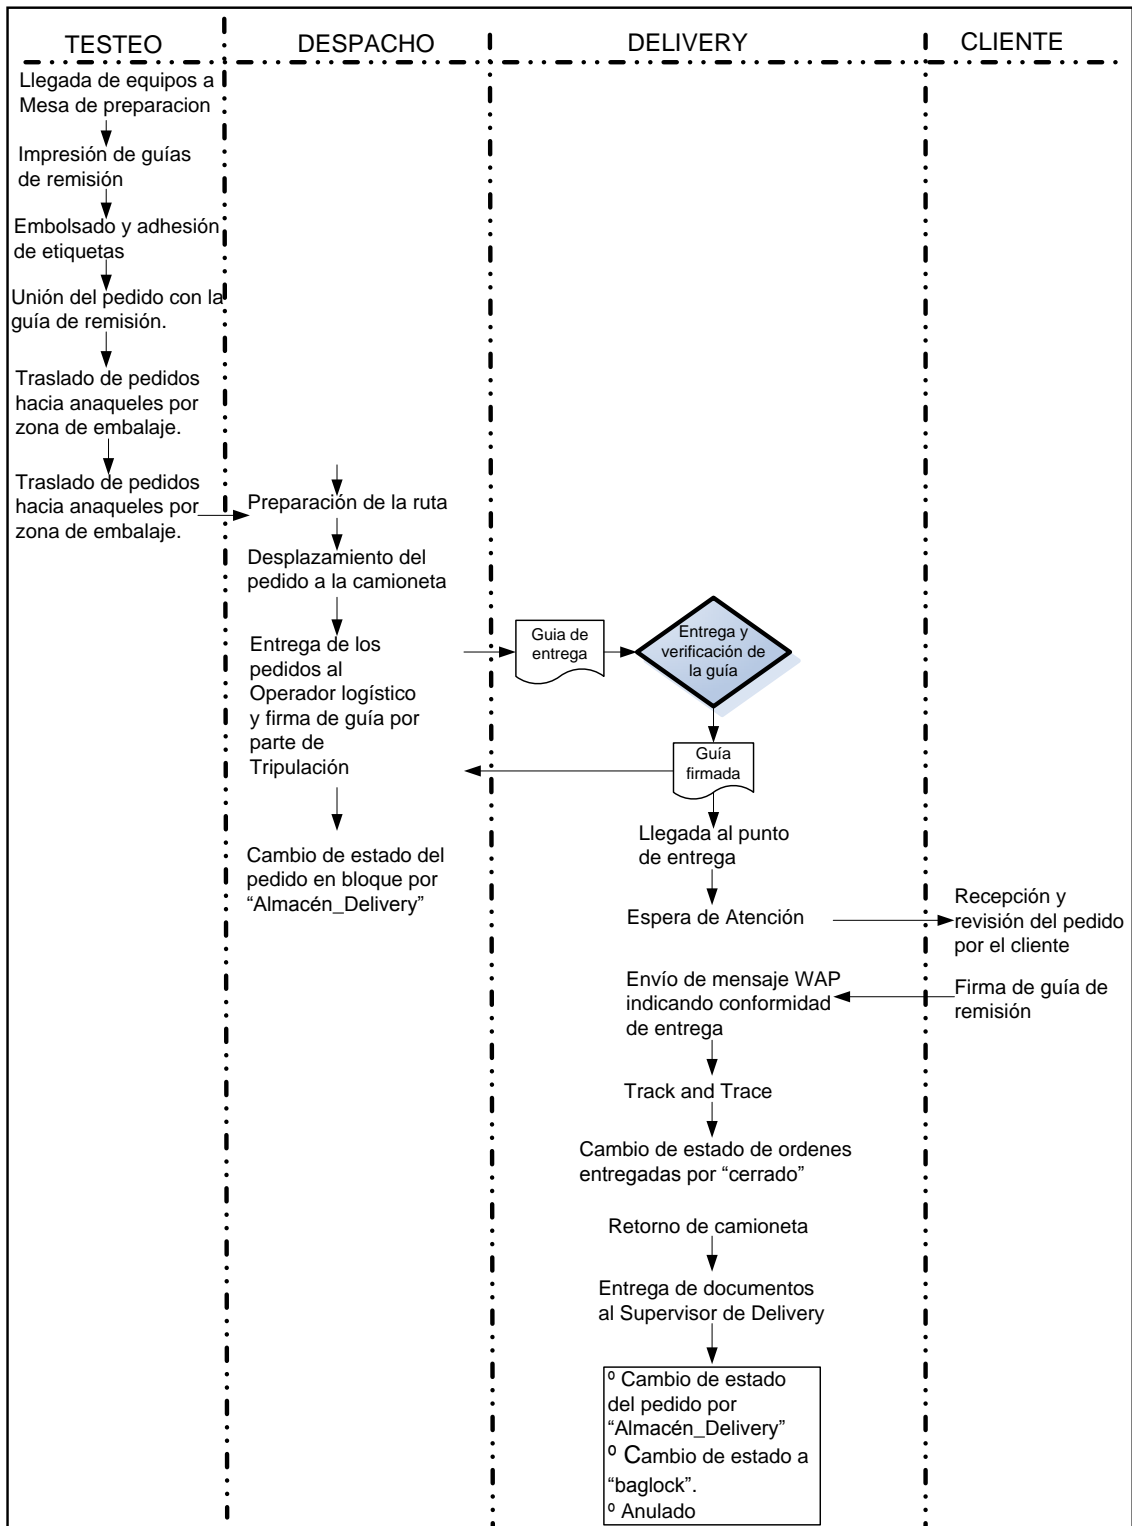 TESTEO
DESPACHO
DELIVERY
CLIENTE
Llegada de equipos a
Mesa de preparacion
Impresión de guías
de remisión
Embolsado y adhesión
de etiquetas
Unión del pedido con la
guía de remisión.
Traslado de pedidos
hacia anaqueles por
zona de embalaje.
Traslado de pedidos
hacia anaqueles por
zona de embalaje.
Preparación de la ruta
Desplazamiento del
pedido a la camioneta
Entrega de los
pedidos al
Operador logístico
y firma de guía por
parte de
Tripulación
Cambio de estado del
pedido en bloque por
“Almacén_Delivery”
Guia de
entrega
Entrega y
verificación de
la guía
Guía
firmada
Llegada al punto
de entrega
Espera de Atención
Recepción y
revisión del pedido
por el cliente
Firma de guía de
remisión
Envío de mensaje WAP
indicando conformidad
de entrega
Track and Trace
Cambio de estado de ordenes
entregadas por “cerrado”
Retorno de camioneta
Entrega de documentos
al Supervisor de Delivery
º Cambio de estado
del pedido por
“Almacén_Delivery”
º Cambio de estado a
“baglock”.
º Anulado